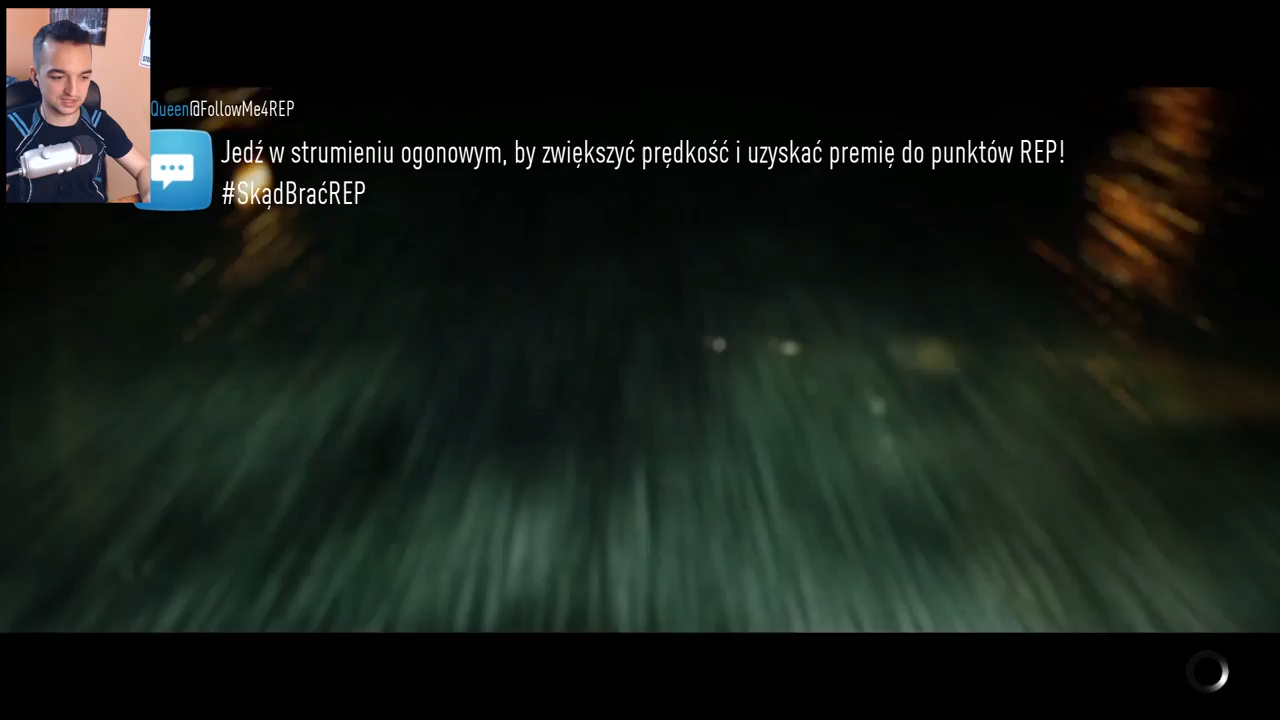 Queen@FollowMe4REP
Jedź w strumieniu ogonowym, by zwiększyć prędkość i uzyskać premię do punktów REP!
#SkądBraćREP